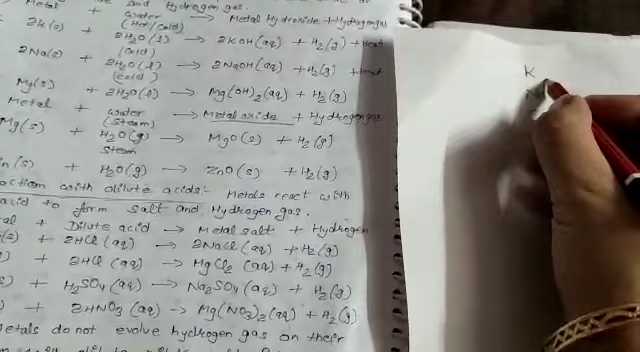 and Hydrogen gas.
Metal + water → Metal Hydroxide + Hydrogen gas
(Hot/Cold)
2K(s) + 2H₂O(l) → 2KOH(aq) + H₂(g) + Heat
(cold)
2Na(s) + 2H₂O(l) → 2NaOH(aq) + H₂(g) + Heat
(cold)
Mg(s) + 2H₂O(l) → Mg(OH)₂(aq) + H₂(g)
Metal + water → Metal oxide + Hydrogen gas
(Steam)
Mg(s) + H₂O(g) → MgO(s) + H₂(g)
steam
n(s) + H₂O(g) → ZnO(s) + H₂(g)
action with dilute acids:- Metals react with
acid to form salt and Hydrogen gas.
tal + Dilute acid → Metal salt + Hydrogen
(s) + 2HCl(aq) → 2NaCl(aq) + H₂(g)
) + 2HCl(aq) → MgCl₂(aq) + H₂(g)
s) + H₂SO₄(aq) → Na₂SO₄(aq) + H₂(g)
) + 2HNO₃(aq) → Mg(NO₃)₂(aq) + H₂(g)
etals do not evolve hydrogen gas on their
K